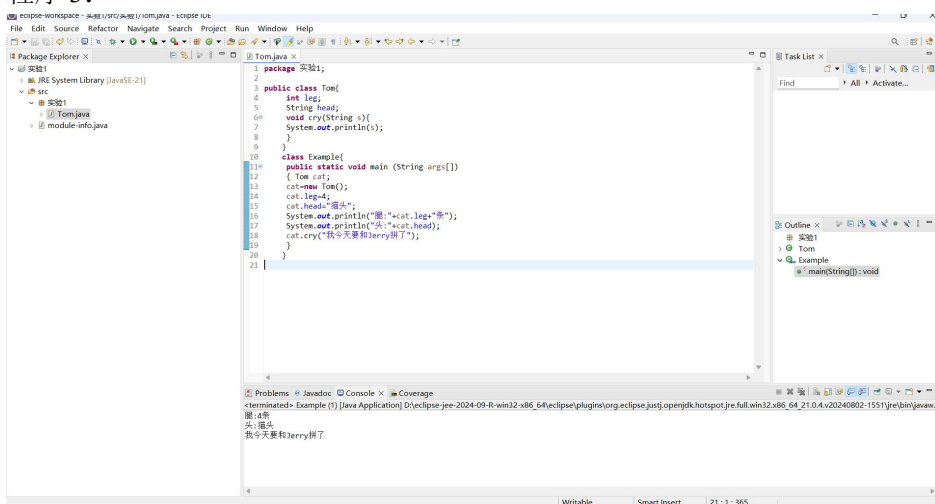 eclipse-workspace - 实验1/src/实验1/Tom.java - Eclipse IDE
File Edit Source Refactor Navigate Search Project Run Window Help
Package Explorer
实验1
JRE System Library [JavaSE-21]
src
实验1
Tom.java
module-info.java
Tom.java
1 package 实验1;
2
3 public class Tom{
4 int leg;
5 String head;
6 void cry(String s){
7 System.out.println(s);
8 }
9 }
10 class Example{
11 public static void main (String args[])
12 { Tom cat;
13 cat=new Tom();
14 cat.leg=4;
15 cat.head="猫头";
16 System.out.println("腿:"+cat.leg+"条");
17 System.out.println("头:"+cat.head);
18 cat.cry("我今天要和Jerry拼了");
19 }
20 }
21
Task List
Find All Activate...
Outline
实验1
Tom
Example
main(String[]) : void
Problems Javadoc Console Coverage
<terminated> Example (1) [Java Application] D:\eclipse-jee-2024-09-R-win32-x86_64\eclipse\plugins\org.eclipse.justj.openjdk.hotspot.jre.full.win32.x86_64_21.0.4.v20240802-1551\jre\bin\javaw.
腿:4条
头:猫头
我今天要和Jerry拼了
Writable Smart Insert 21 : 1 : 365